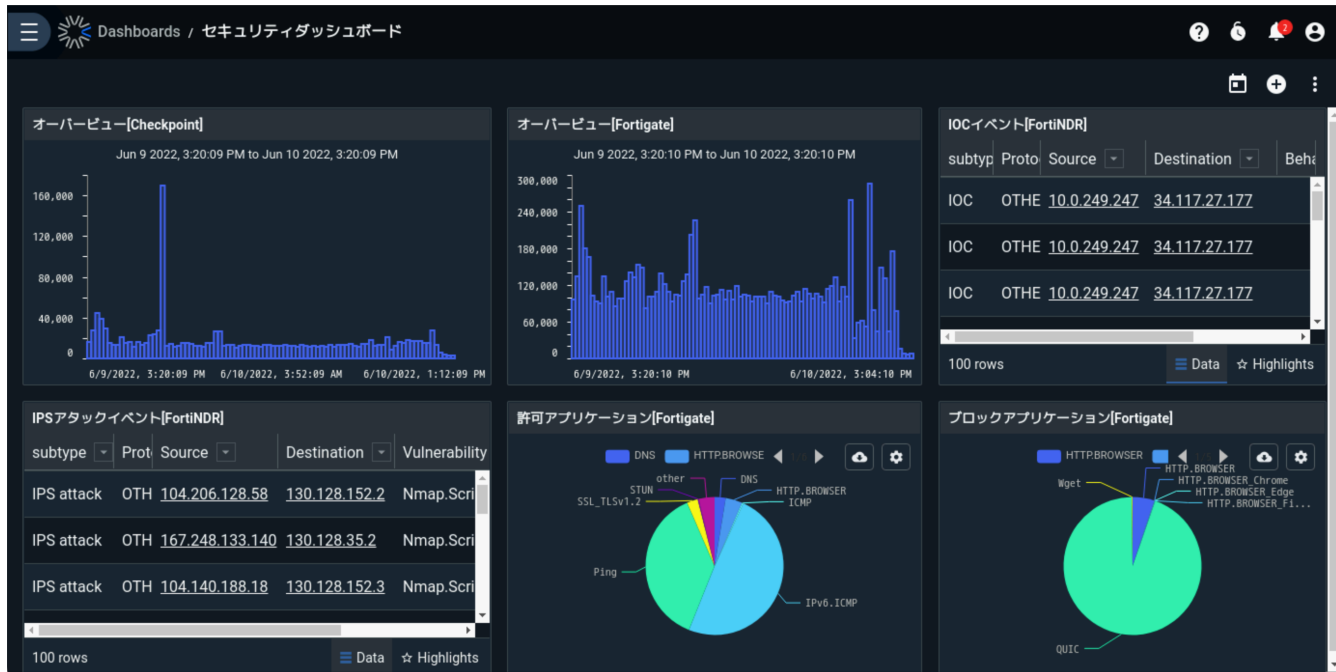 Dashboards / セキュリティダッシュボード
2
オーバービュー[Checkpoint]
Jun 9 2022, 3:20:09 PM to Jun 10 2022, 3:20:09 PM
160,000
120,000
80,000
40,000
0
6/9/2022, 3:20:09 PM 6/10/2022, 3:52:09 AM 6/10/2022, 1:12:09 PM
オーバービュー[Fortigate]
Jun 9 2022, 3:20:10 PM to Jun 10 2022, 3:20:10 PM
300,000
240,000
180,000
120,000
60,000
0
6/9/2022, 3:20:10 PM 6/10/2022, 3:04:10 PM
IOCイベント[FortiNDR]
subtyp Proto Source Destination Beha
IOC OTHE 10.0.249.247 34.117.27.177
IOC OTHE 10.0.249.247 34.117.27.177
IOC OTHE 10.0.249.247 34.117.27.177
100 rows Data Highlights
IPSアタックイベント[FortiNDR]
subtype Prot Source Destination Vulnerability
IPS attack OTH 104.206.128.58 130.128.152.2 Nmap.Scri
IPS attack OTH 167.248.133.140 130.128.35.2 Nmap.Scri
IPS attack OTH 104.140.188.18 130.128.152.3 Nmap.Scri
100 rows Data Highlights
許可アプリケーション[Fortigate]
DNS HTTP.BROWSE
other
DNS
STUN
HTTP.BROWSER
SSL_TLSv1.2
ICMP
Ping
IPv6.ICMP
ブロックアプリケーション[Fortigate]
HTTP.BROWSER
HTTP.BROWSER
Wget
HTTP.BROWSER_Chrome
HTTP.BROWSER_Edge
HTTP.BROWSER_Fi...
QUIC